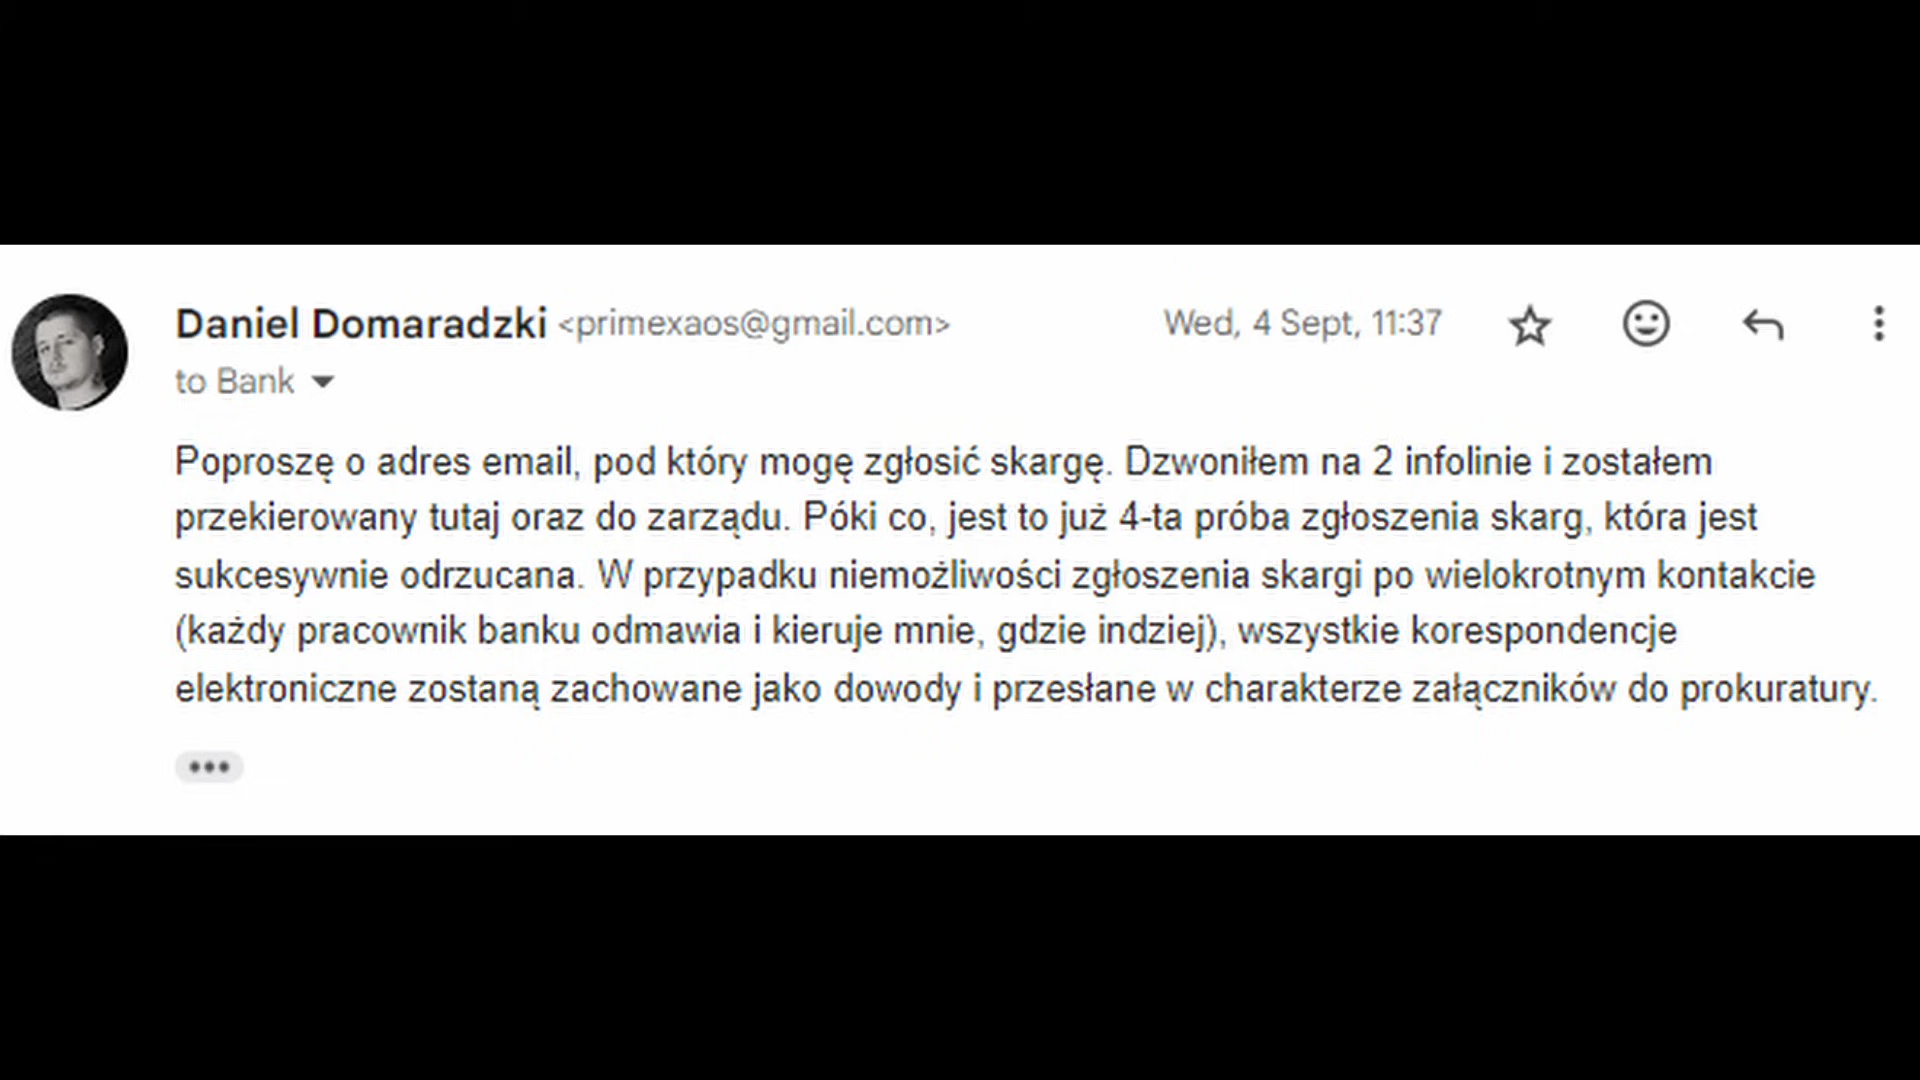 Daniel Domaradzki <primexaos@gmail.com> Wed, 4 Sept, 11:37
to Bank
Poproszę o adres email, pod który mogę zgłosić skargę. Dzwoniłem na 2 infolinie i zostałem
przekierowany tutaj oraz do zarządu. Póki co, jest to już 4-ta próba zgłoszenia skarg, która jest
sukcesywnie odrzucana. W przypadku niemożliwości zgłoszenia skargi po wielokrotnym kontakcie
(każdy pracownik banku odmawia i kieruje mnie, gdzie indziej), wszystkie korespondencje
elektroniczne zostaną zachowane jako dowody i przesłane w charakterze załączników do prokuratury.